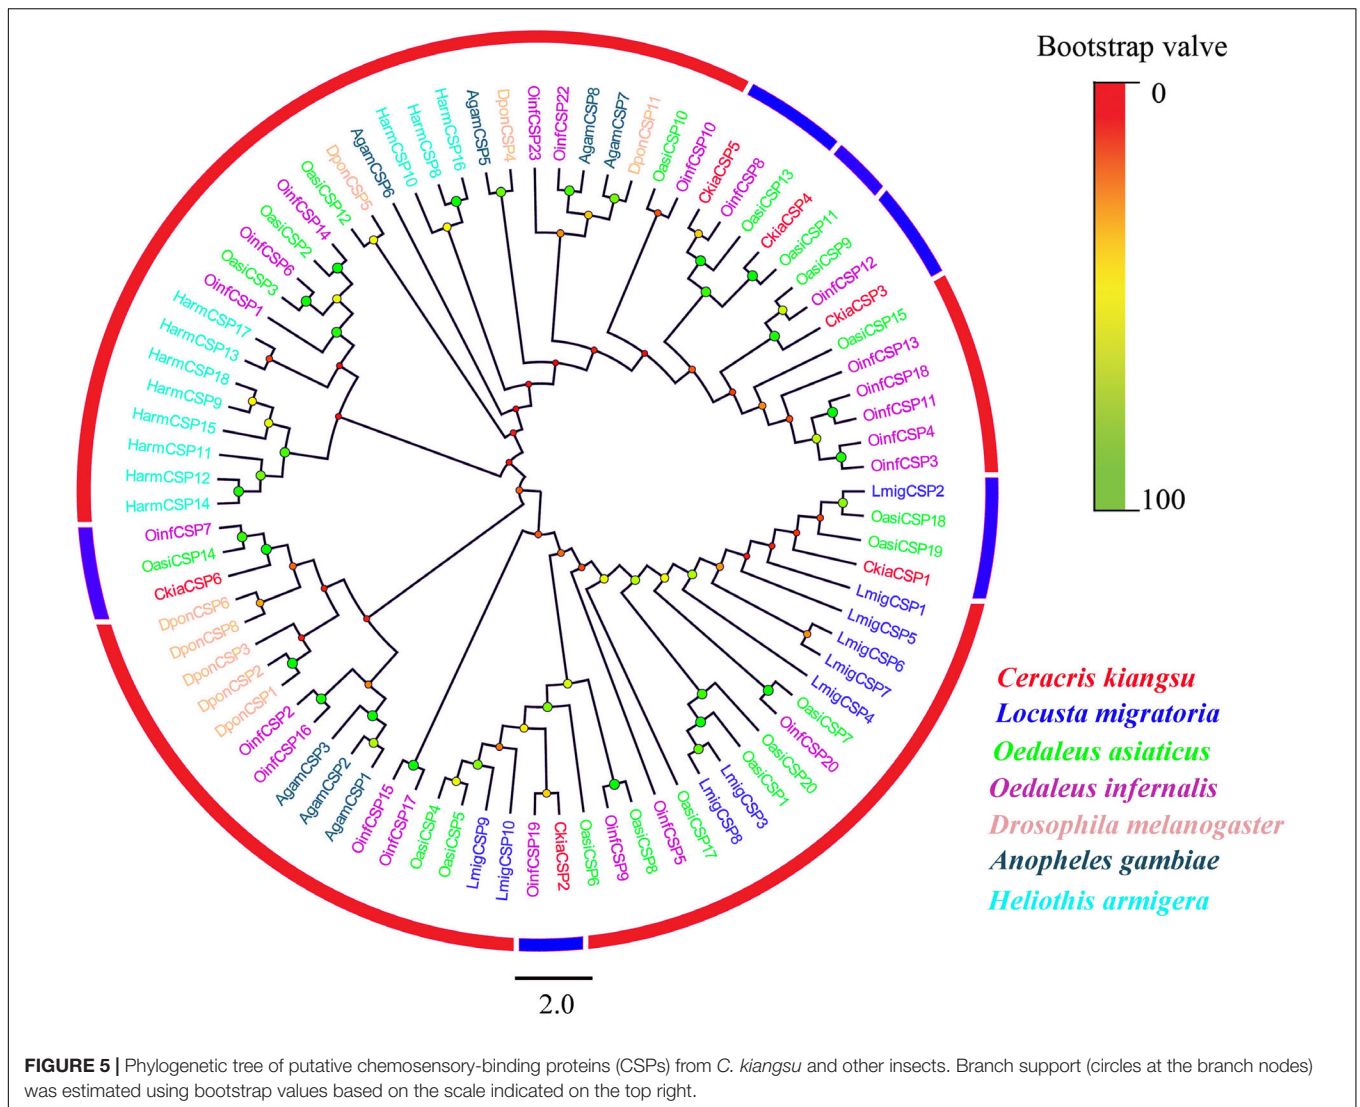 Bootstrap valve
0
100
HarmCSP10
HarmCSP8
HarmCSP16
AgamCSP5
DponCSP4
OinfCSP23
OinfCSP22
AgamCSP8
AgamCSP7
DponCSP11
OasiCSP10
OinfCSP10
CkiaCSP5
OinfCSP8
OasiCSP13
CkiaCSP4
OasiCSP11
OasiCSP9
OinfCSP12
CkiaCSP3
OasiCSP15
OinfCSP13
OinfCSP18
OinfCSP11
OinfCSP4
OinfCSP3
LmigCSP2
OasiCSP18
OasiCSP19
CkiaCSP1
LmigCSP1
LmigCSP5
LmigCSP6
LmigCSP7
LmigCSP4
OasiCSP7
OinfCSP20
OasiCSP20
OasiCSP1
LmigCSP3
LmigCSP8
OasiCSP17
OinfCSP5
OasiCSP8
OinfCSP9
OasiCSP6
CkiaCSP2
OinfCSP19
LmigCSP10
LmigCSP9
OasiCSP5
OasiCSP4
OinfCSP17
OinfCSP15
AgamCSP1
AgamCSP2
AgamCSP3
OinfCSP16
OinfCSP2
DponCSP1
DponCSP2
DponCSP3
DponCSP8
DponCSP6
CkiaCSP6
OasiCSP14
OinfCSP7
HarmCSP14
HarmCSP12
HarmCSP11
HarmCSP15
HarmCSP9
HarmCSP18
HarmCSP13
HarmCSP17
OinfCSP1
OasiCSP3
OinfCSP6
OasiCSP2
OinfCSP14
OasiCSP12
DponCSP5
AgamCSP6
Ceracris kiangsu
Locusta migratoria
Oedaleus asiaticus
Oedaleus infernalis
Drosophila melanogaster
Anopheles gambiae
Heliothis armigera
2.0
FIGURE 5 | Phylogenetic tree of putative chemosensory-binding proteins (CSPs) from C. kiangsu and other insects. Branch support (circles at the branch nodes)
was estimated using bootstrap values based on the scale indicated on the top right.